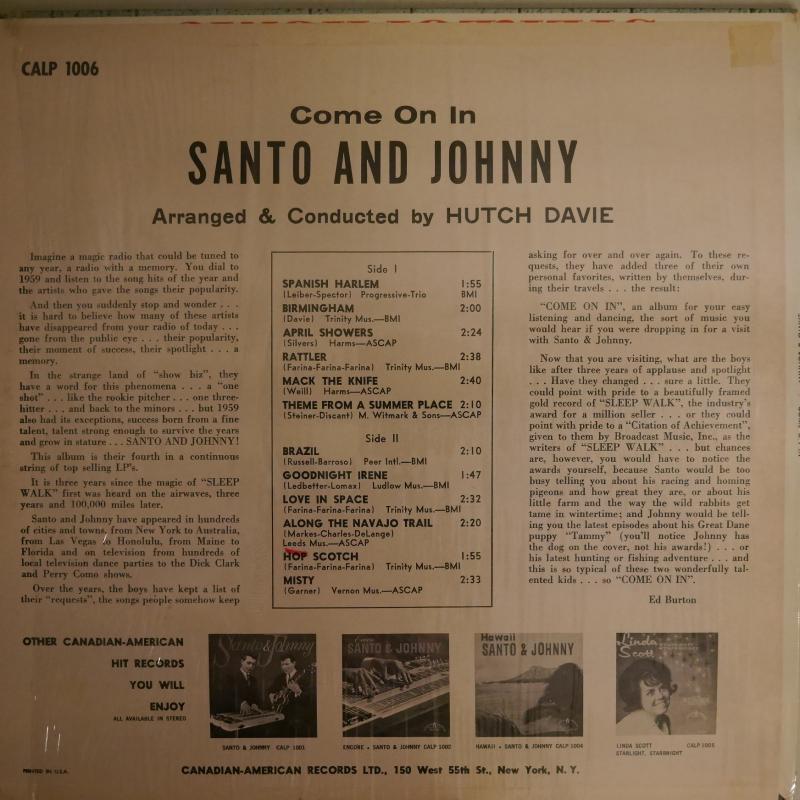 CALP 1006
Come On In
SANTO AND JOHNNY
Arranged & Conducted by HUTCH DAVIE
Imagine a magic radio that could be tuned to
any year, a radio with a memory. You dial to
1959 and listen to the song hits of the year and
the artists who gave the songs their popularity.
And then you suddenly stop and wonder . . .
it is hard to believe how many of these artists
have disappeared from your radio of today . . .
gone from the public eye . . . their popularity,
their moment of success, their spotlight . . . a
memory.
In the strange land of "show biz", they
have a word for this phenomena . . . a "one
shot" . . . like the rookie pitcher . . . one three-
hitter . . . and back to the minors . . . but 1959
also had its exceptions, success born from a fine
talent, talent strong enough to survive the years
and grow in stature . . . SANTO AND JOHNNY!
This album is their fourth in a continuous
string of top selling LP's.
It is three years since the magic of "SLEEP
WALK" first was heard on the airwaves, three
years and 100,000 miles later.
Santo and Johnny have appeared in hundreds
of cities and towns, from New York to Australia,
from Las Vegas to Honolulu, from Maine to
Florida and on television from hundreds of
local television dance parties to the Dick Clark
and Perry Como shows.
Over the years, the boys have kept a list of
their "requests", the songs people somehow keep
Side I
SPANISH HARLEM 1:55
(Leiber-Spector) Progressive-Trio BMI
BIRMINGHAM 2:00
(Davie) Trinity Mus.—BMI
APRIL SHOWERS 2:24
(Silvers) Harms—ASCAP
RATTLER 2:38
(Farina-Farina-Farina) Trinity Mus.—BMI
MACK THE KNIFE 2:40
(Weill) Harms—ASCAP
THEME FROM A SUMMER PLACE 2:10
(Steiner-Discant) M. Witmark & Sons—ASCAP
Side II
BRAZIL 2:10
(Russell-Barroso) Peer Intl.—BMI
GOODNIGHT IRENE 1:47
(Ledbetter-Lomax) Ludlow Mus.—BMI
LOVE IN SPACE 2:32
(Farina-Farina-Farina) Trinity Mus.—BMI
ALONG THE NAVAJO TRAIL 2:20
(Markes-Charles-DeLange)
Leeds Mus.—ASCAP
HOP SCOTCH 1:55
(Farina-Farina-Farina) Trinity Mus.—BMI
MISTY 2:33
(Garner) Vernon Mus.—ASCAP
asking for over and over again. To these re-
quests, they have added three of their own
personal favorites, written by themselves, dur-
ing their travels . . . the result:
"COME ON IN", an album for your easy
listening and dancing, the sort of music you
would hear if you were dropping in for a visit
with Santo & Johnny.
Now that you are visiting, what are the boys
like after three years of applause and spotlight
. . . Have they changed . . . sure a little. They
could point with pride to a beautifully framed
gold record of "SLEEP WALK", the industry's
award for a million seller . . . or they could
point with pride to a "Citation of Achievement",
given to them by Broadcast Music, Inc., as the
writers of "SLEEP WALK" . . . but chances
are, however, you would have to notice the
awards yourself, because Santo would be too
busy telling you about his racing and homing
pigeons and how great they are, or about his
little farm and the way the wild rabbits get
tame in wintertime; and Johnny would be tell-
ing you the latest episodes about his Great Dane
puppy "Tammy" (you'll notice Johnny has
the dog on the cover, not his awards!) . . . or
his latest hunting or fishing adventure . . . and
this is so typical of these two wonderfully tal-
ented kids . . . so "COME ON IN".
Ed Burton
OTHER CANADIAN-AMERICAN
HIT RECORDS
YOU WILL
ENJOY
ALL AVAILABLE IN STEREO
Santo & Johnny
SANTO & JOHNNY
Hawaii
SANTO & JOHNNY
Linda
Scott
SANTO & JOHNNY CALP 1001
ENCORE • SANTO & JOHNNY CALP 1002
HAWAII • SANTO & JOHNNY CALP 1004
LINDA SCOTT CALP 1005
STARLIGHT, STARBRIGHT
PRINTED IN U.S.A.
CANADIAN-AMERICAN RECORDS LTD., 150 West 55th St., New York, N. Y.